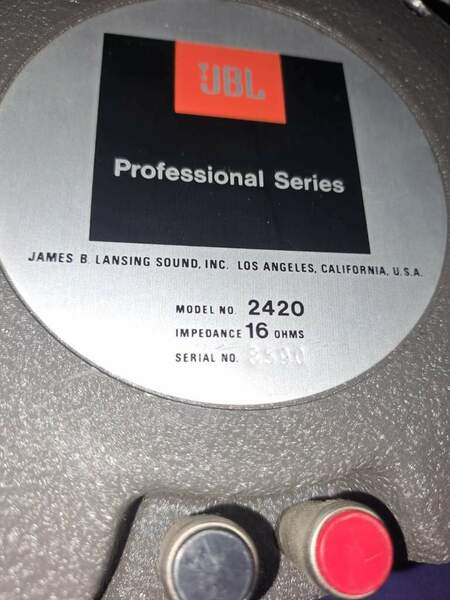 JBL
Professional Series
JAMES B. LANSING SOUND, INC. LOS ANGELES, CALIFORNIA, U.S.A.
MODEL NO. 2420
IMPEDANCE 16 OHMS
SERIAL NO.